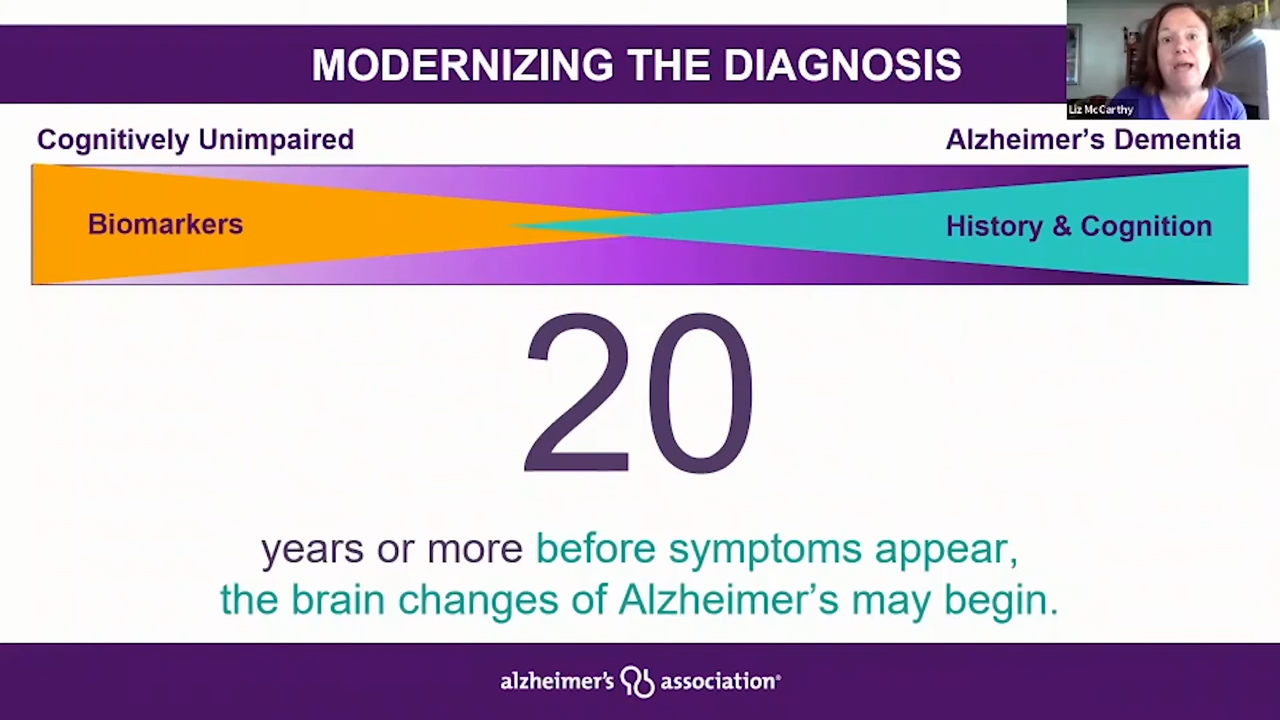 MODERNIZING THE DIAGNOSIS
Liz McCarthy
Cognitively Unimpaired
Alzheimer's Dementia
Biomarkers
History & Cognition
20
years or more before symptoms appear,
the brain changes of Alzheimer's may begin.
alzheimer's association®